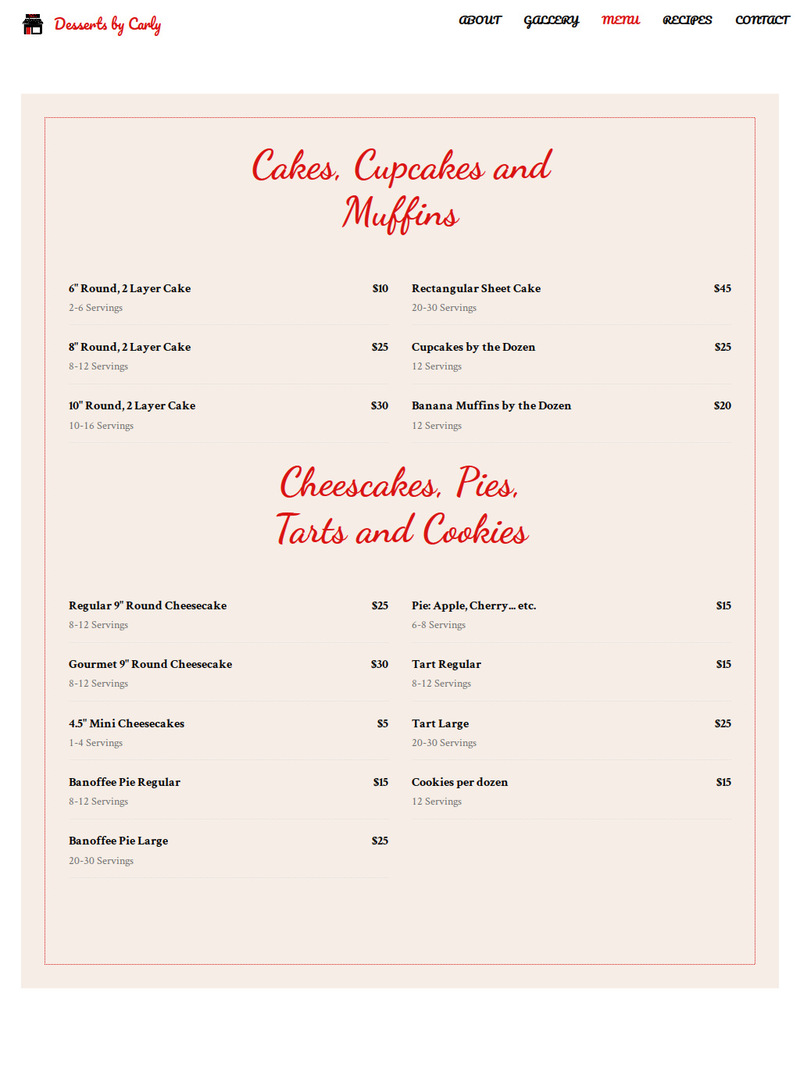 Desserts by Carly
ABOUT GALLERY MENU RECIPES CONTACT
Cakes, Cupcakes and
Muffins
6" Round, 2 Layer Cake $10
2-6 Servings
8" Round, 2 Layer Cake $25
8-12 Servings
10" Round, 2 Layer Cake $30
10-16 Servings
Rectangular Sheet Cake $45
20-30 Servings
Cupcakes by the Dozen $25
12 Servings
Banana Muffins by the Dozen $20
12 Servings
Cheescakes, Pies,
Tarts and Cookies
Regular 9" Round Cheesecake $25
8-12 Servings
Gourmet 9" Round Cheesecake $30
8-12 Servings
4.5" Mini Cheesecakes $5
1-4 Servings
Banoffee Pie Regular $15
8-12 Servings
Banoffee Pie Large $25
20-30 Servings
Pie: Apple, Cherry... etc. $15
6-8 Servings
Tart Regular $15
8-12 Servings
Tart Large $25
20-30 Servings
Cookies per dozen $15
12 Servings